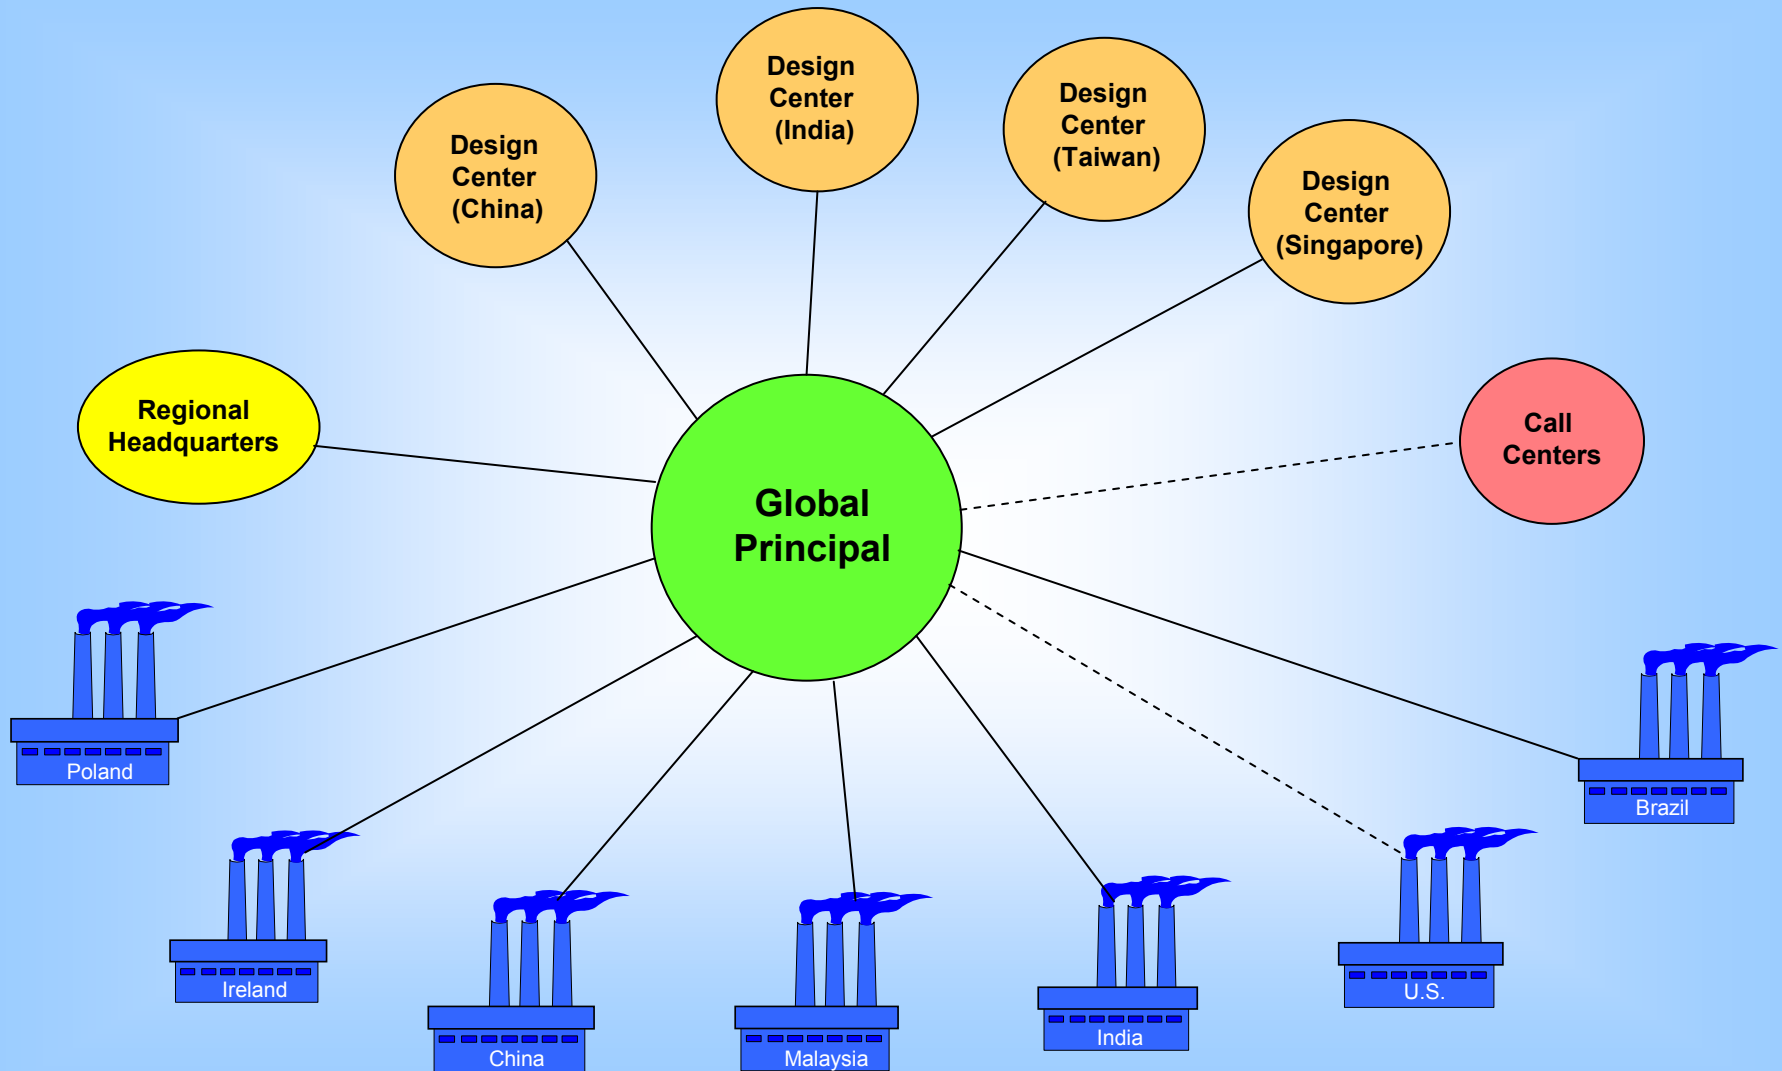 Design
Center
(India)
Design
Center
(Taiwan)
Design
Center
(China)
Design
Center
(Singapore)
Regional
Headquarters
Call
Centers
Global
Principal
Poland
Brazil
Ireland
U.S.
China
Malaysia
India